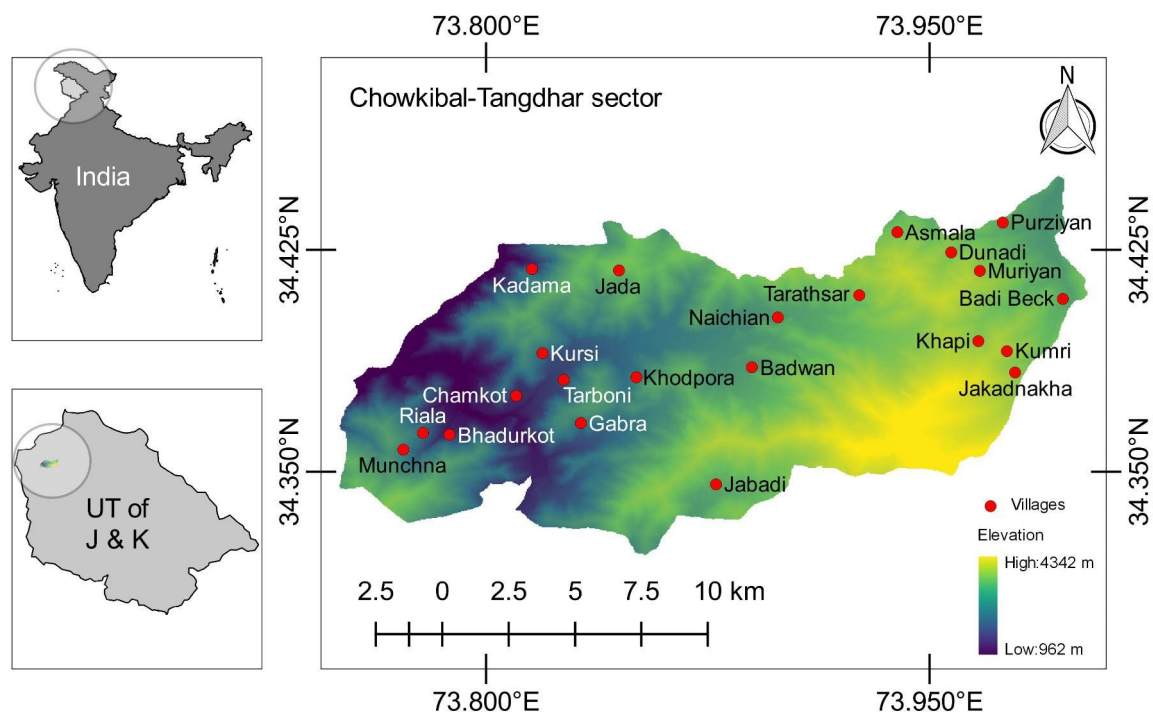 73.800°E
73.950°E
N
Chowkibal-Tangdhar sector
India
34.425°N
34.425°N
Purziyan
Asmala
Dunadi
Muriyan
Kadama
Jada
Tarathsar
Badi Beck
Naichian
Khapi
Kumri
Kursi
Badwan
Khodpora
Jakadnakha
Tarboni
Chamkot
Riala
Gabra
Bhadurkot
Munchna
34.350°N
34.350°N
Jabadi
UT of
J & K
Villages
Elevation
High:4342 m
Low:962 m
2.5 0 2.5 5 7.5 10 km
73.800°E
73.950°E